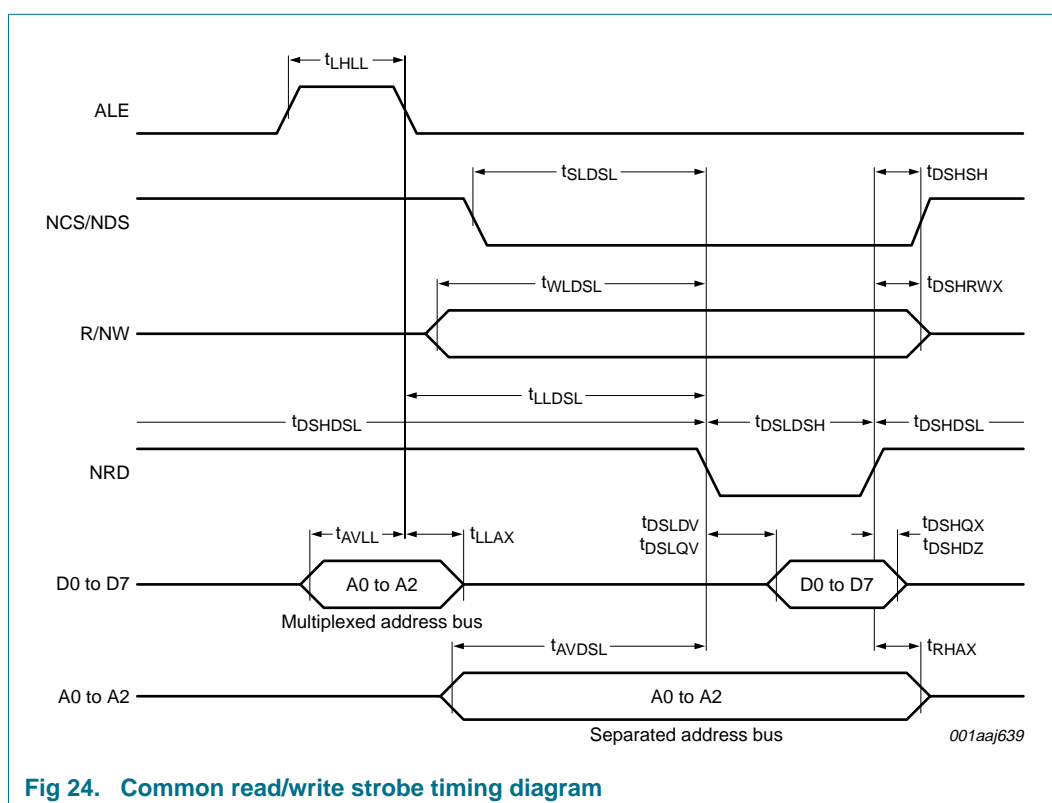 tLHLL
ALE
tSLDSL
tDSHSH
NCS/NDS
tWLDSL
tDSHRWX
R/NW
tLLDSL
tDSHDSL
tDSLDSH
tDSHDSL
NRD
tAVLL
tLLAX
tDSLDV
tDSLQV
tDSHQX
tDSHDZ
D0 to D7
A0 to A2
D0 to D7
Multiplexed address bus
tAVDSL
tRHAX
A0 to A2
A0 to A2
Separated address bus
001aaj639
Fig 24. Common read/write strobe timing diagram